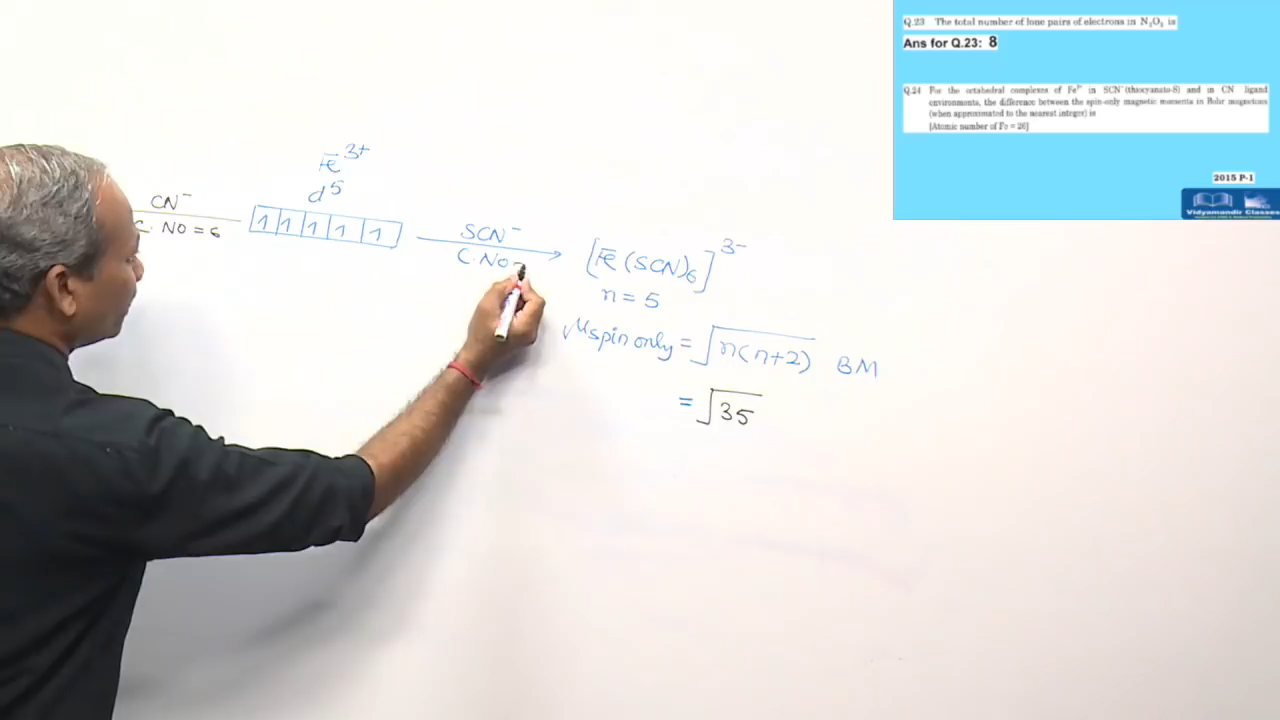 Q.23 The total number of lone pairs of electrons in N₂O₃ is
Ans for Q.23: 8
Q.24 For the octahedral complexes of Fe³⁺ in SCN⁻ (thiocyanato-S) and in CN⁻ ligand
environments, the difference between the spin-only magnetic moments in Bohr magnetons
(when approximated to the nearest integer) is
[Atomic number of Fe = 26]
2015 P-1
Vidyamandir Classes
Fe³⁺
d⁵
CN⁻
C. NO = 6
1 1 1 1 1
SCN⁻
C. NO
[Fe (SCN)₆]³⁻
n = 5
μ spin only = √n(n+2) BM
= √35